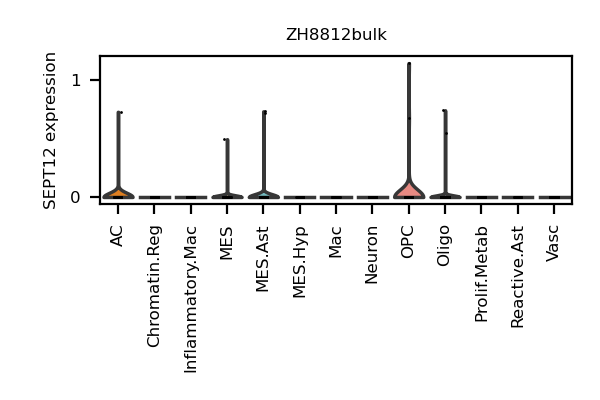 ZH8812bulk
SEPT12 expression
1
0
AC
Chromatin.Reg
Inflammatory.Mac
MES
MES.Ast
MES.Hyp
Mac
Neuron
OPC
Oligo
Prolif.Metab
Reactive.Ast
Vasc